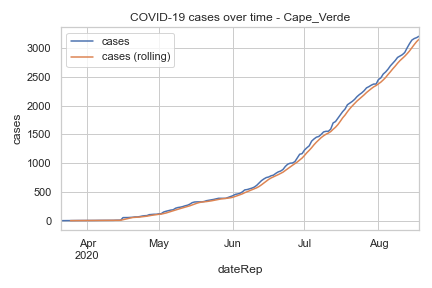 COVID-19 cases over time - Cape_Verde
cases
cases (rolling)
3000
2500
2000
1500
1000
500
0
cases
Apr
2020
May
Jun
Jul
Aug
dateRep